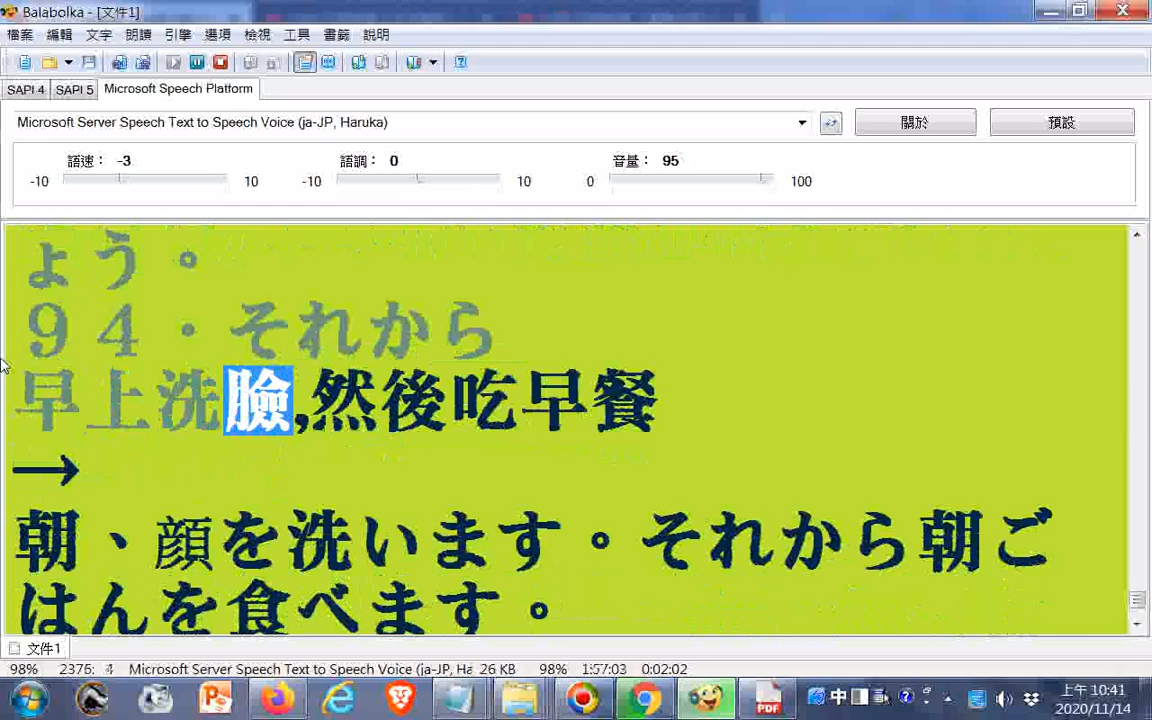 Balabolka - [文件1]
檔案 編輯 文字 朗讀 引擎 選項 檢視 工具 書籤 說明
SAPI 4 SAPI 5 Microsoft Speech Platform
Microsoft Server Speech Text to Speech Voice (ja-JP, Haruka) 關於 預設
語速： -3 語調： 0 音量： 95
-10 10 -10 10 0 100
ょう。
９４．それから
早上洗臉,然後吃早餐
→
朝、顔を洗います。それから朝ご
はんを食べます。
文件1
98% 2375: 4 Microsoft Server Speech Text to Speech Voice (ja-JP, Ha 26 KB 98% 1:57:03 0:02:02
中
PDF
上午 10:41
2020/11/14